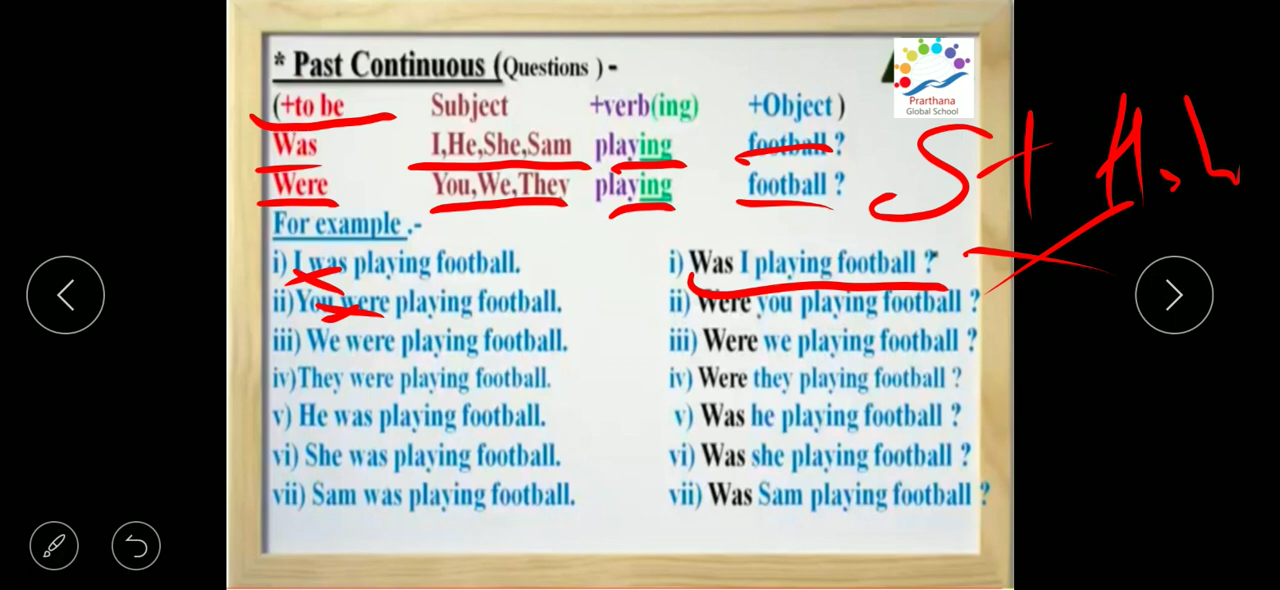 * Past Continuous (Questions ) -
Prarthana
Global School
(+to be Subject +verb(ing) +Object )
Was I,He,She,Sam playing football ?
Were You,We,They playing football ?
For example .-
i) I was playing football. i) Was I playing football ?
ii)You were playing football. ii) Were you playing football ?
iii) We were playing football. iii) Were we playing football ?
iv)They were playing football. iv) Were they playing football ?
v) He was playing football. v) Was he playing football ?
vi) She was playing football. vi) Was she playing football ?
vii) Sam was playing football. vii) Was Sam playing football ?